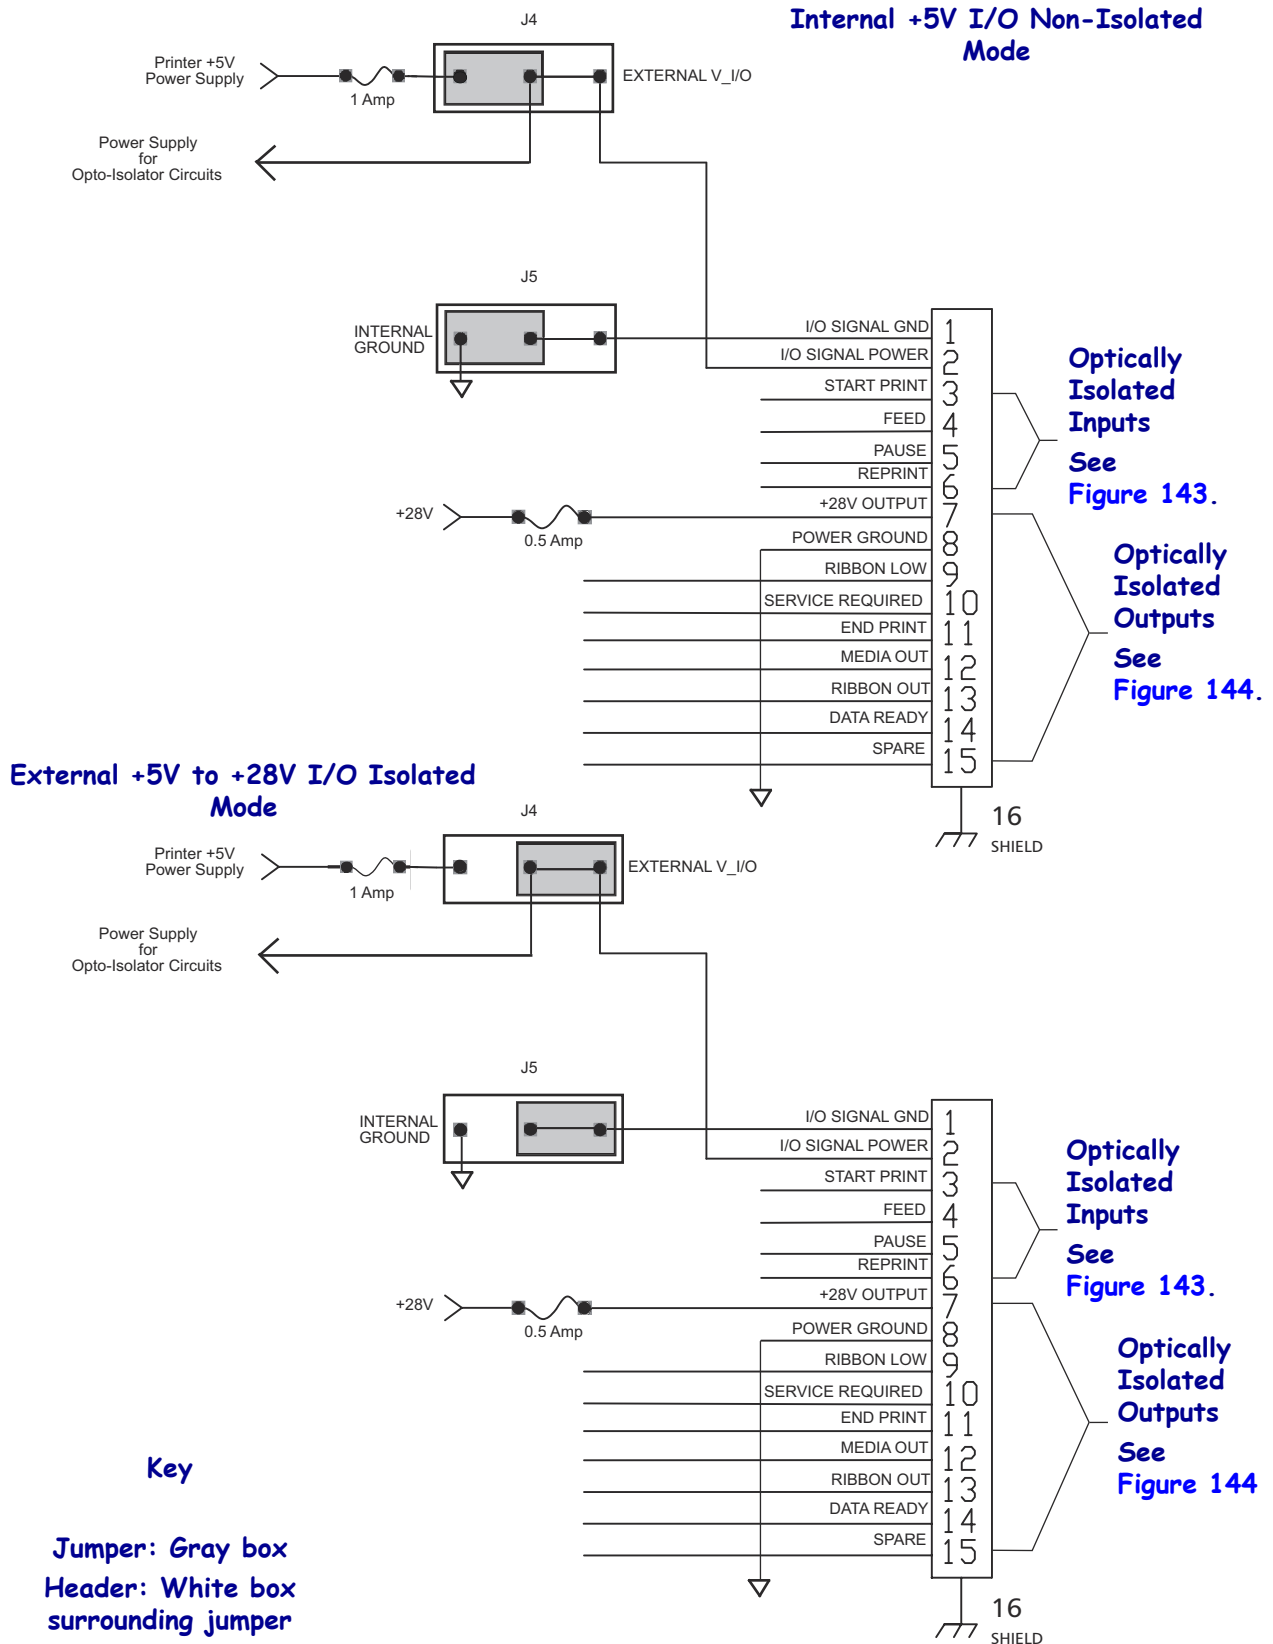 Internal +5V I/O Non-Isolated
Mode
J4
Printer +5V
Power Supply
1 Amp
EXTERNAL V_I/O
Power Supply
for
Opto-Isolator Circuits
J5
INTERNAL
GROUND
I/O SIGNAL GND 1
I/O SIGNAL POWER 2
START PRINT 3
FEED 4
PAUSE 5
REPRINT 6
+28V
0.5 Amp
+28V OUTPUT 7
POWER GROUND 8
RIBBON LOW 9
SERVICE REQUIRED 10
END PRINT 11
MEDIA OUT 12
RIBBON OUT 13
DATA READY 14
SPARE 15
16
SHIELD
Optically
Isolated
Inputs
See
Figure 143.
Optically
Isolated
Outputs
See
Figure 144.
External +5V to +28V I/O Isolated
Mode
J4
Printer +5V
Power Supply
1 Amp
EXTERNAL V_I/O
Power Supply
for
Opto-Isolator Circuits
J5
INTERNAL
GROUND
I/O SIGNAL GND 1
I/O SIGNAL POWER 2
START PRINT 3
FEED 4
PAUSE 5
REPRINT 6
+28V
0.5 Amp
+28V OUTPUT 7
POWER GROUND 8
RIBBON LOW 9
SERVICE REQUIRED 10
END PRINT 11
MEDIA OUT 12
RIBBON OUT 13
DATA READY 14
SPARE 15
16
SHIELD
Optically
Isolated
Inputs
See
Figure 143.
Optically
Isolated
Outputs
See
Figure 144
Key
Jumper: Gray box
Header: White box
surrounding jumper